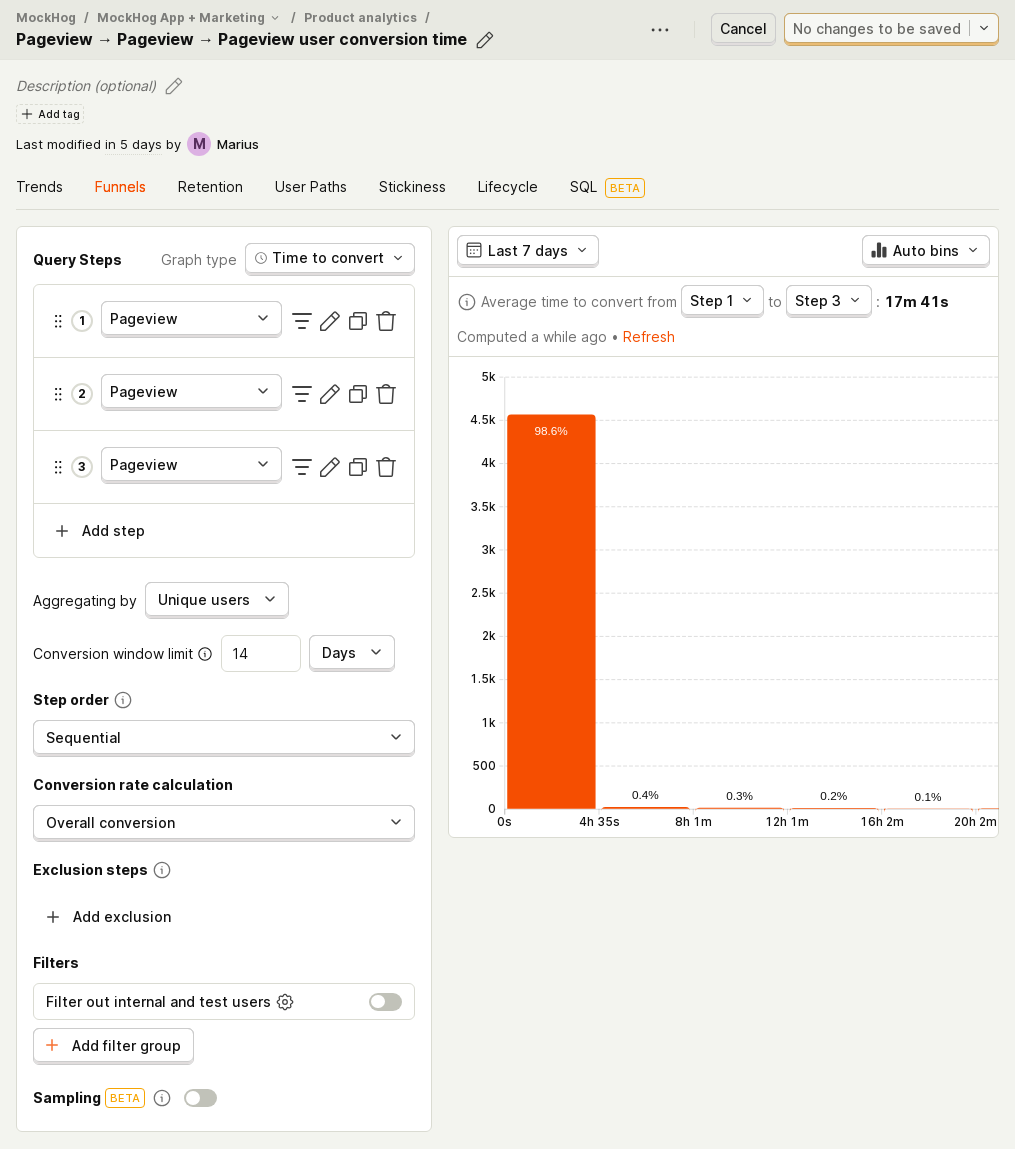 MockHog / MockHog App + Marketing / Product analytics /
Pageview → Pageview → Pageview user conversion time
Cancel
No changes to be saved
Description (optional)
+ Add tag
Last modified in 5 days by M Marius
Trends Funnels Retention User Paths Stickiness Lifecycle SQL BETA
Query Steps
Graph type Time to convert
1 Pageview
2 Pageview
3 Pageview
+ Add step
Aggregating by Unique users
Conversion window limit 14 Days
Step order
Sequential
Conversion rate calculation
Overall conversion
Exclusion steps
+ Add exclusion
Filters
Filter out internal and test users
+ Add filter group
Sampling BETA
Last 7 days
Auto bins
Average time to convert from Step 1 to Step 3 : 17m 41s
Computed a while ago • Refresh
5k
4.5k
98.6%
4k
3.5k
3k
2.5k
2k
1.5k
1k
500
0.4% 0.3% 0.2% 0.1%
0
0s 4h 35s 8h 1m 12h 1m 16h 2m 20h 2m